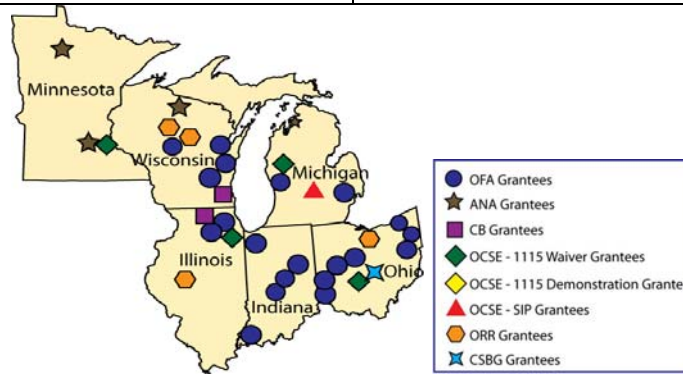 Minnesota
Wisconsin
Michigan
Illinois
Indiana
Ohio
OFA Grantees
ANA Grantees
CB Grantees
OCSE - 1115 Waiver Grantees
OCSE - 1115 Demonstration Grante
OCSE - SIP Grantees
ORR Grantees
CSBG Grantees